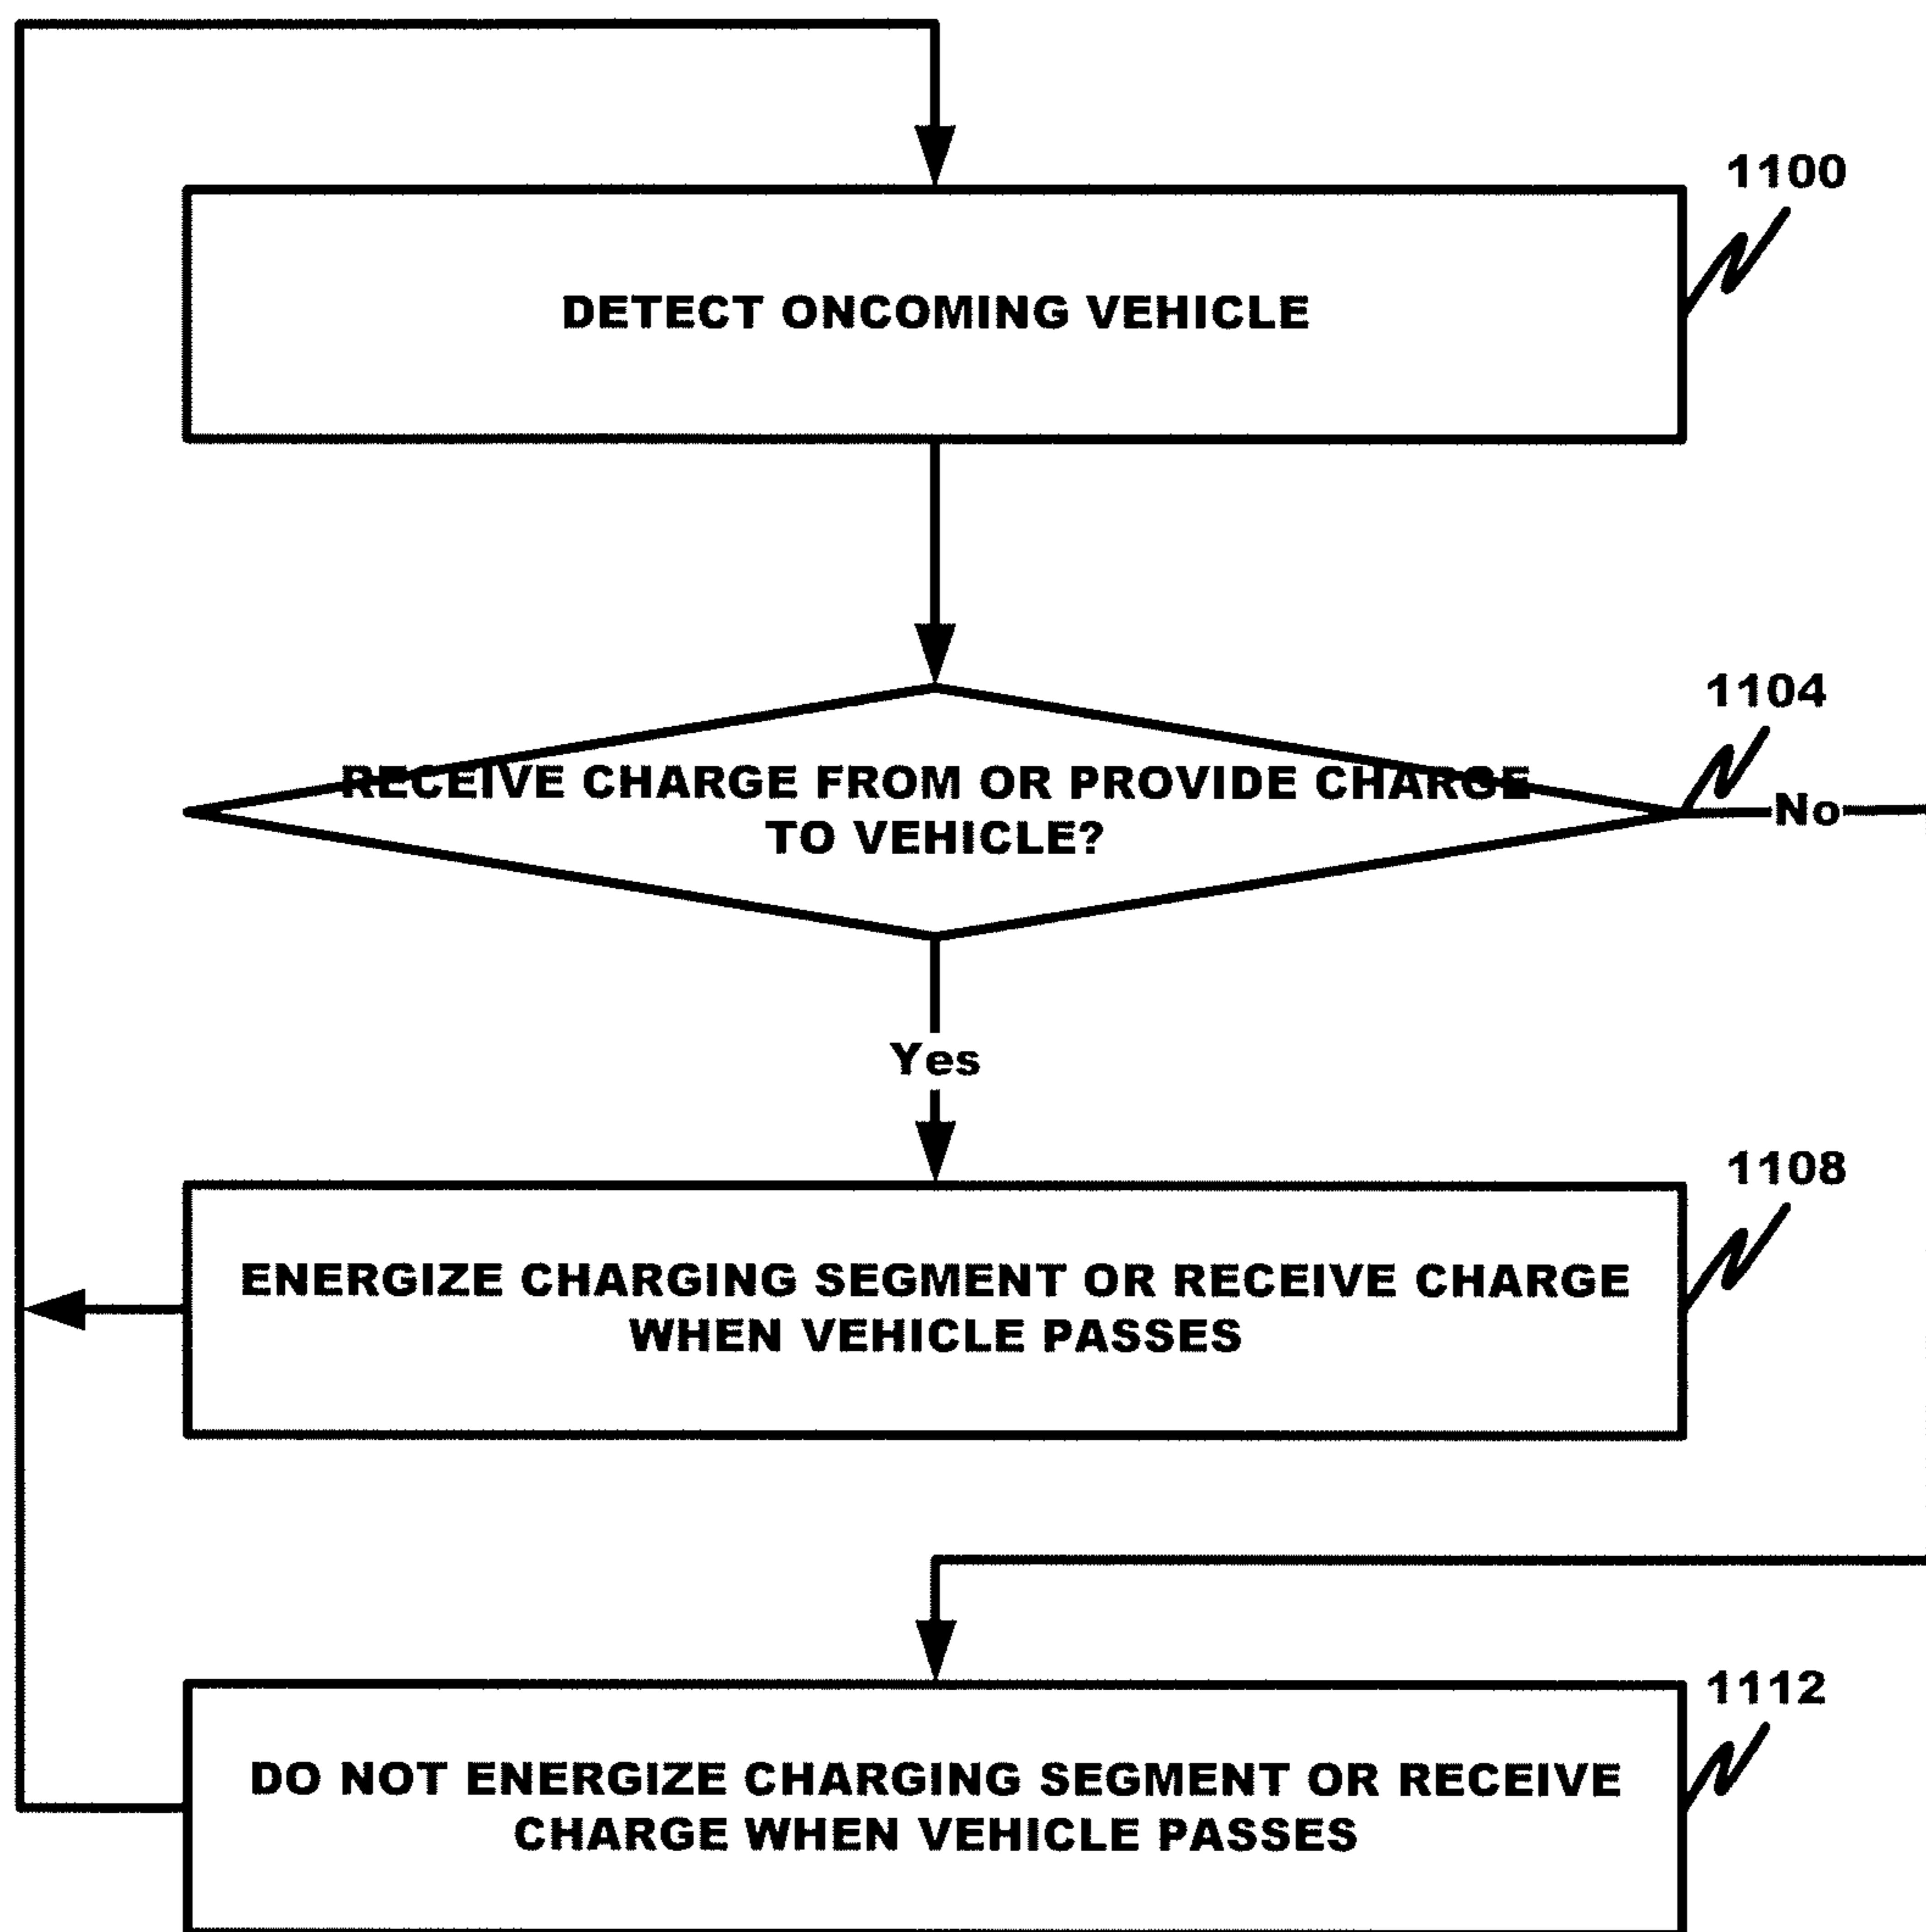 1100
DETECT ONCOMING VEHICLE
1104
RECEIVE CHARGE FROM OR PROVIDE CHARGE
TO VEHICLE?
No
Yes
1108
ENERGIZE CHARGING SEGMENT OR RECEIVE CHARGE
WHEN VEHICLE PASSES
1112
DO NOT ENERGIZE CHARGING SEGMENT OR RECEIVE
CHARGE WHEN VEHICLE PASSES